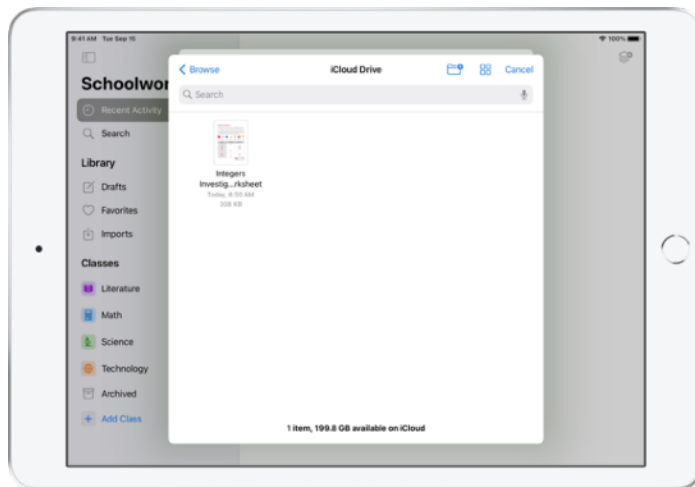 9:41 AM Tue Sep 15
100%
Schoolwor
Recent Activity
Search
Library
Drafts
Favorites
Imports
Classes
Literature
Math
Science
Technology
Archived
Add Class
Browse
iCloud Drive
Cancel
Search
Integers
Investig...rksheet
Today, 8:50 AM
308 KB
1 item, 199.8 GB available on iCloud